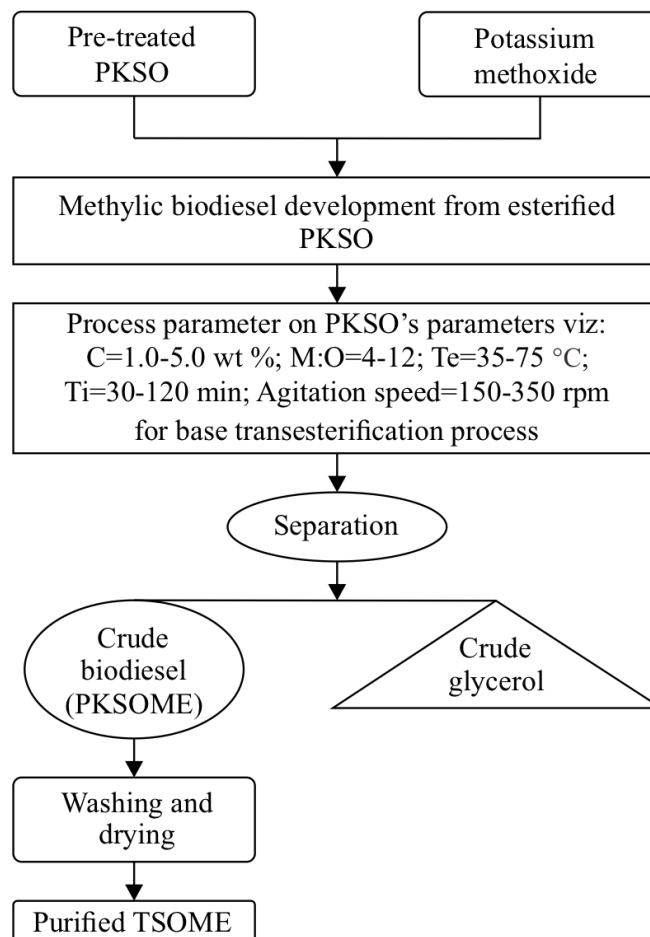 Pre-treated
PKSO
Potassium
methoxide
Methylic biodiesel development from esterified
PKSO
Process parameter on PKSO's parameters viz:
C=1.0-5.0 wt %; M:O=4-12; Te=35-75 °C;
Ti=30-120 min; Agitation speed=150-350 rpm
for base transesterification process
Separation
Crude
biodiesel
(PKSOME)
Crude
glycerol
Washing and
drying
Purified TSOME